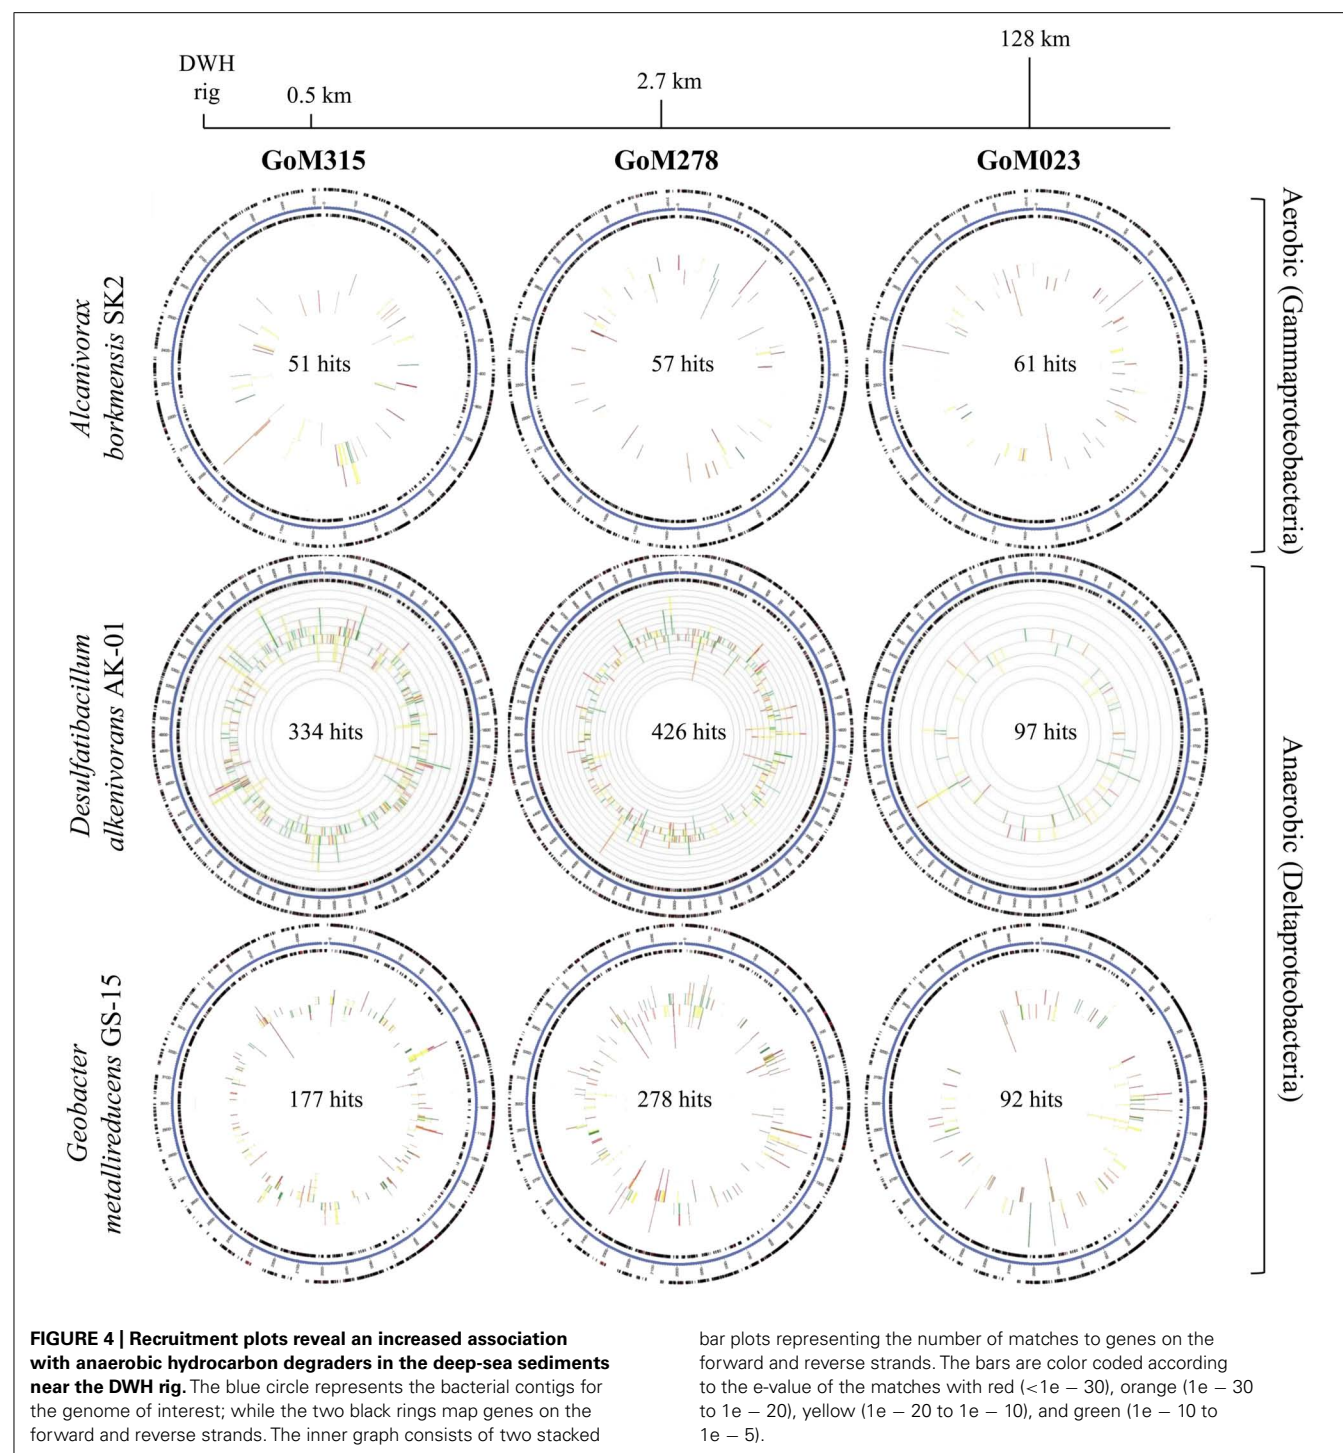 DWH
rig
0.5 km
2.7 km
128 km
GoM315
GoM278
GoM023
Alcanivorax
borkmensis SK2
51 hits
57 hits
61 hits
Aerobic (Gammaproteobacteria)
Desulfatibacillum
alkenivorans AK-01
334 hits
426 hits
97 hits
Anaerobic (Deltaproteobacteria)
Geobacter
metallireducens GS-15
177 hits
278 hits
92 hits
FIGURE 4 | Recruitment plots reveal an increased association
with anaerobic hydrocarbon degraders in the deep-sea sediments
near the DWH rig. The blue circle represents the bacterial contigs for
the genome of interest; while the two black rings map genes on the
forward and reverse strands. The inner graph consists of two stacked
bar plots representing the number of matches to genes on the
forward and reverse strands. The bars are color coded according
to the e-value of the matches with red (<1e − 30), orange (1e − 30
to 1e − 20), yellow (1e − 20 to 1e − 10), and green (1e − 10 to
1e − 5).